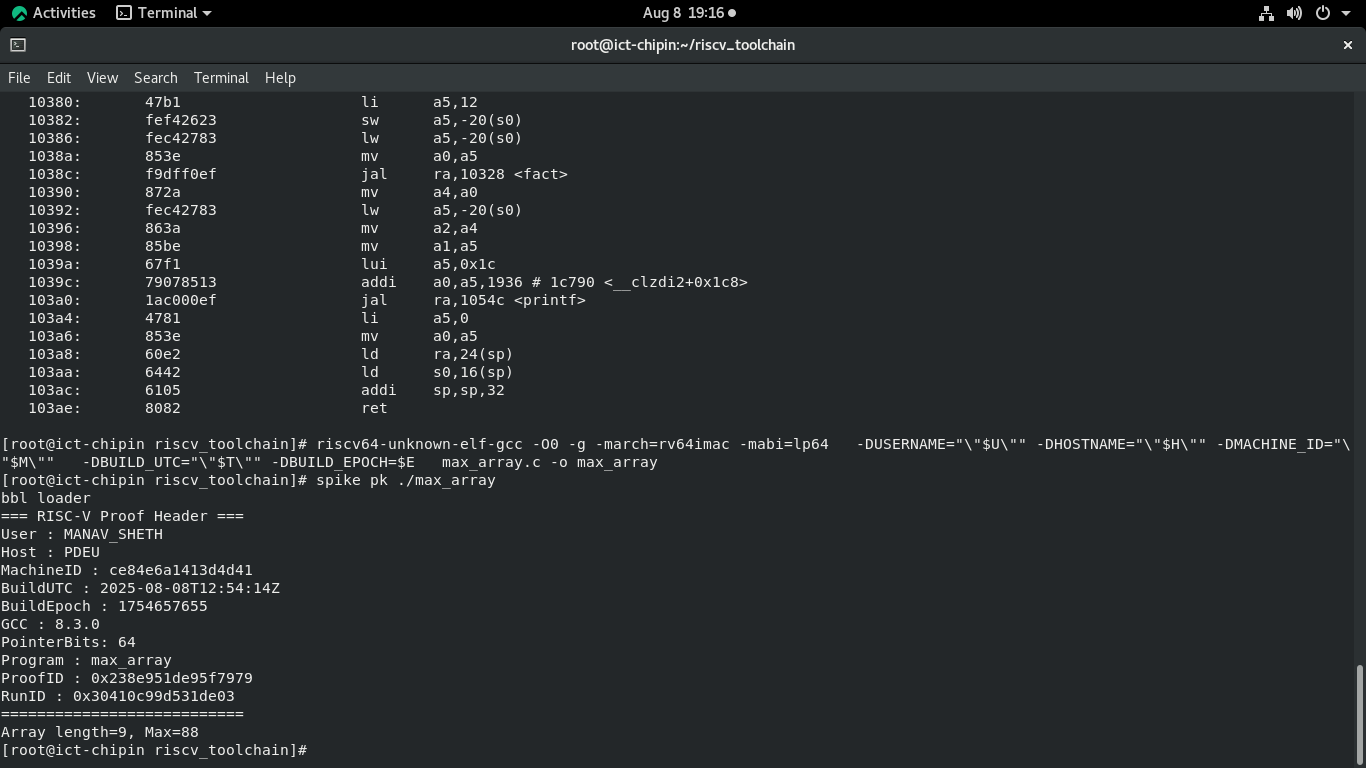 Activities Terminal Aug 8 19:16
root@ict-chipin:~/riscv_toolchain
File Edit View Search Terminal Help
10380: 47b1 li a5,12
10382: fef42623 sw a5,-20(s0)
10386: fec42783 lw a5,-20(s0)
1038a: 853e mv a0,a5
1038c: f9dff0ef jal ra,10328 <fact>
10390: 872a mv a4,a0
10392: fec42783 lw a5,-20(s0)
10396: 863a mv a2,a4
10398: 85be mv a1,a5
1039a: 67f1 lui a5,0x1c
1039c: 79078513 addi a0,a5,1936 # 1c790 <__clzdi2+0x1c8>
103a0: 1ac000ef jal ra,1054c <printf>
103a4: 4781 li a5,0
103a6: 853e mv a0,a5
103a8: 60e2 ld ra,24(sp)
103aa: 6442 ld s0,16(sp)
103ac: 6105 addi sp,sp,32
103ae: 8082 ret
[root@ict-chipin riscv_toolchain]# riscv64-unknown-elf-gcc -O0 -g -march=rv64imac -mabi=lp64   -DUSERNAME="\"$U\"" -DHOSTNAME="\"$H\"" -DMACHINE_ID="\
"$M\""   -DBUILD_UTC="\"$T\"" -DBUILD_EPOCH=$E   max_array.c -o max_array
[root@ict-chipin riscv_toolchain]# spike pk ./max_array
bbl loader
=== RISC-V Proof Header ===
User : MANAV_SHETH
Host : PDEU
MachineID : ce84e6a1413d4d41
BuildUTC : 2025-08-08T12:54:14Z
BuildEpoch : 1754657655
GCC : 8.3.0
PointerBits: 64
Program : max_array
ProofID : 0x238e951de95f7979
RunID : 0x30410c99d531de03
===========================
Array length=9, Max=88
[root@ict-chipin riscv_toolchain]#